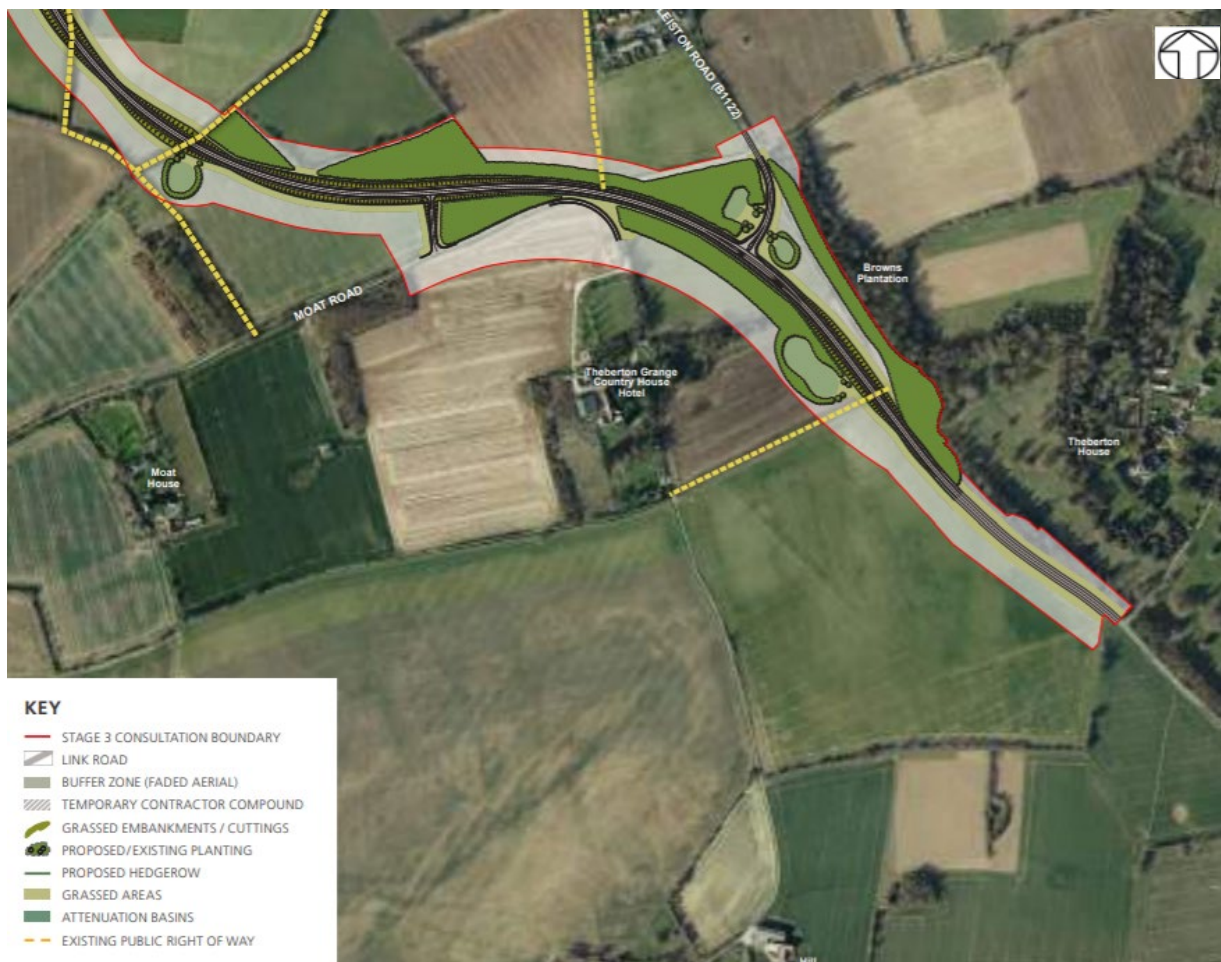 LEISTON ROAD (B1122)
Browns
Plantation
MOAT ROAD
Theberton Grange
Country House
Hotel
Theberton
House
Moat
House
KEY
STAGE 3 CONSULTATION BOUNDARY
LINK ROAD
BUFFER ZONE (FADED AERIAL)
TEMPORARY CONTRACTOR COMPOUND
GRASSED EMBANKMENTS / CUTTINGS
PROPOSED/EXISTING PLANTING
PROPOSED HEDGEROW
GRASSED AREAS
ATTENUATION BASINS
EXISTING PUBLIC RIGHT OF WAY